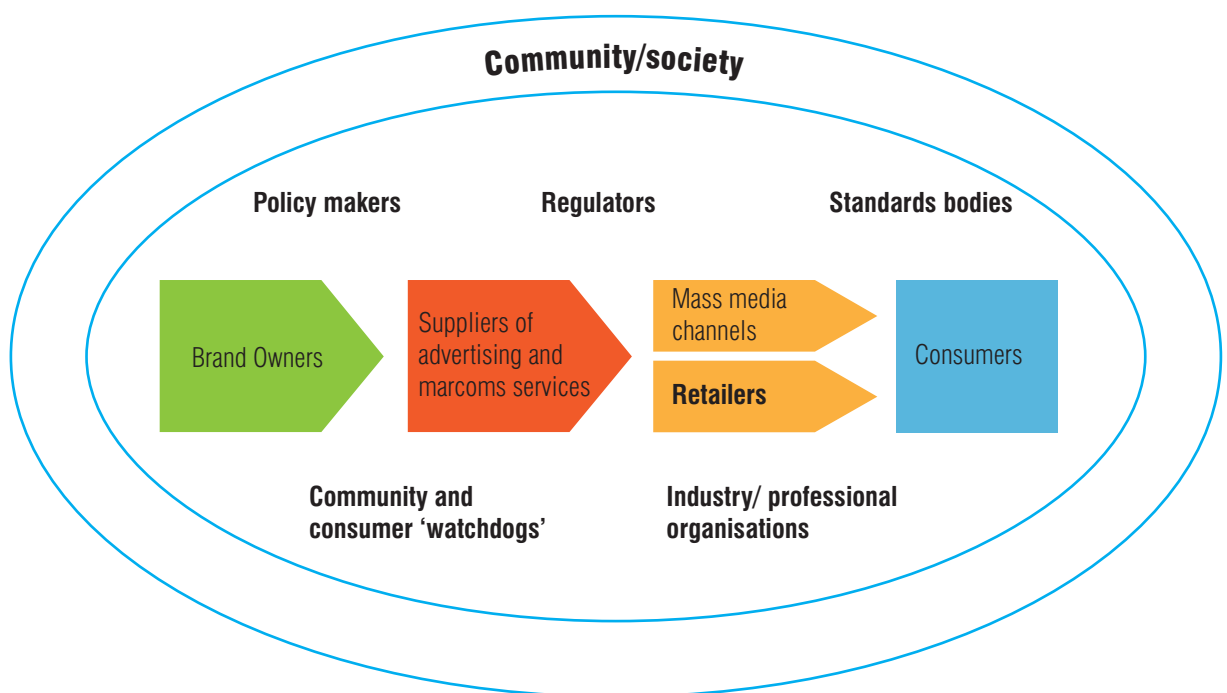 Community/society
Policy makers
Regulators
Standards bodies
Brand Owners
Suppliers of
advertising and
marcoms services
Mass media
channels
Retailers
Consumers
Community and
consumer ‘watchdogs’
Industry/ professional
organisations